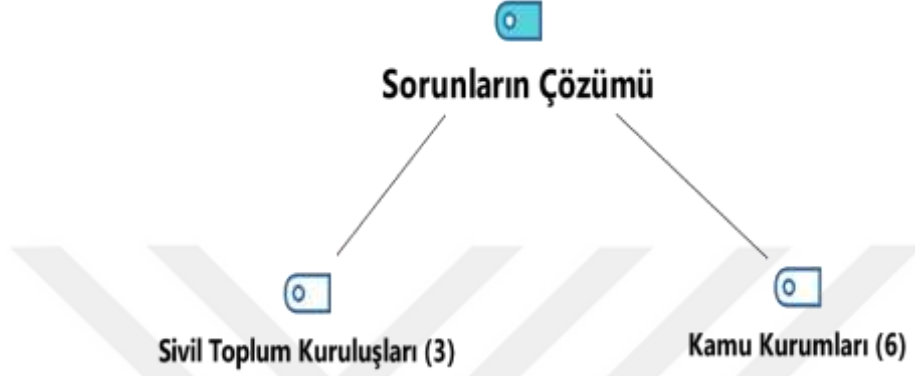 Sorunların Çözümü
Sivil Toplum Kuruluşları (3)
Kamu Kurumları (6)